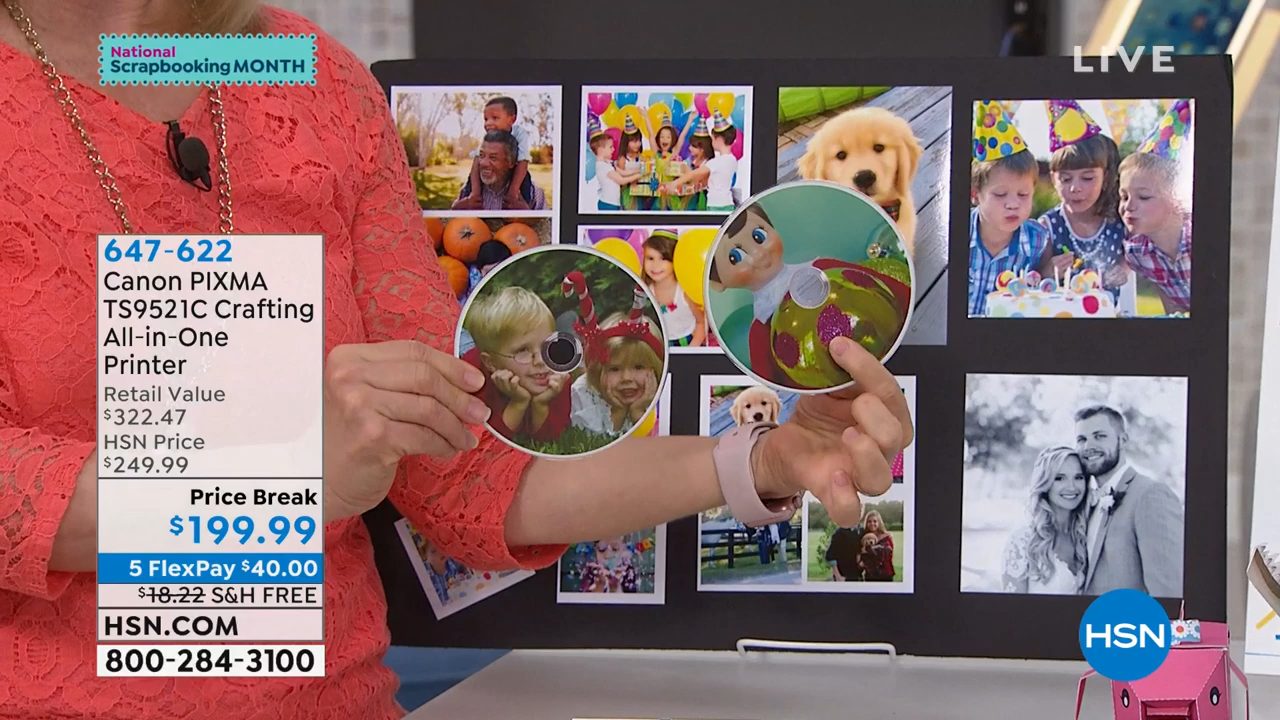 National
Scrapbooking MONTH
LIVE
647-622
Canon PIXMA
TS9521C Crafting
All-in-One
Printer
Retail Value
$322.47
HSN Price
$249.99
Price Break
$199.99
5 FlexPay $40.00
$18.22 S&H FREE
HSN.COM
800-284-3100
HSN